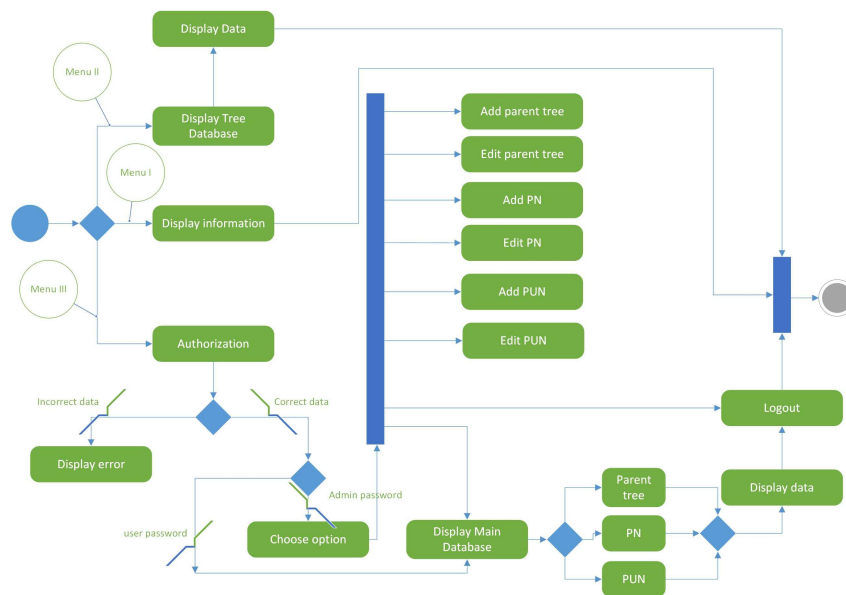 Display Data
Menu II
Display Tree
Database
Add parent tree
Edit parent tree
Menu I
Add PN
Display information
Edit PN
Menu III
Add PUN
Authorization
Edit PUN
Incorrect data
Correct data
Logout
Display error
Parent
tree
Display data
Admin password
user password
Choose option
Display Main
Database
PN
PUN